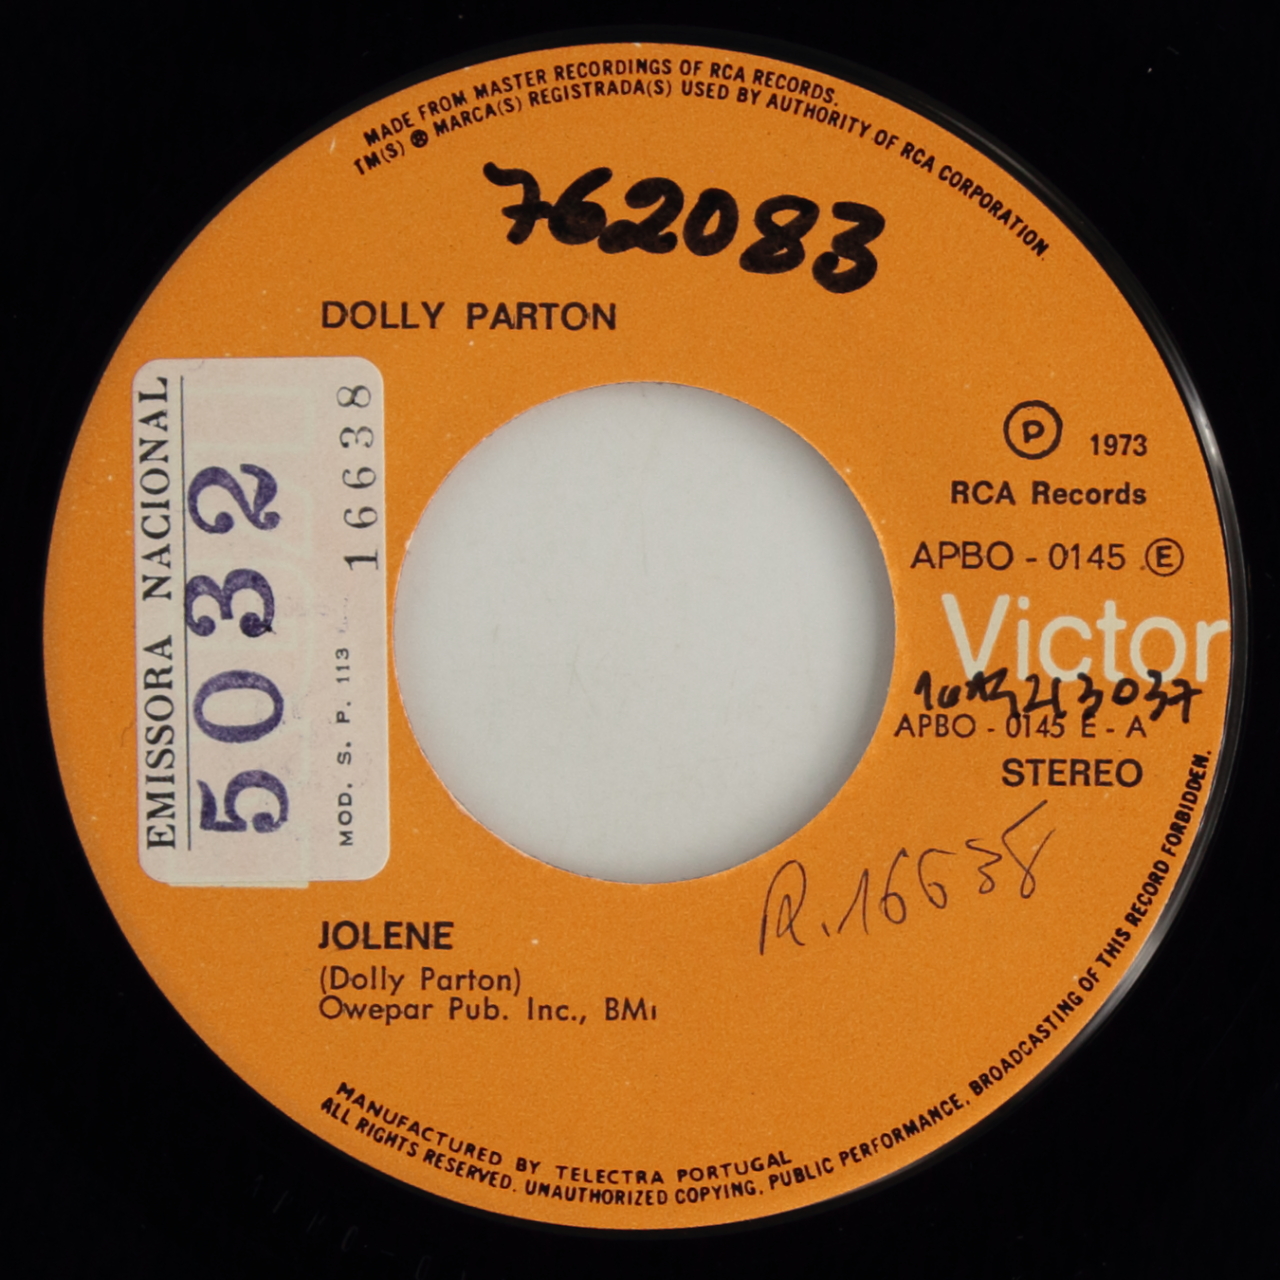 MADE FROM MASTER RECORDINGS OF RCA RECORDS.
TM(S) ® MARCA(S) REGISTRADA(S) USED BY AUTHORITY OF RCA CORPORATION.
762083
DOLLY PARTON
EMISSORA NACIONAL
5032
MOD. S. P. 113
16638
Ⓟ 1973
RCA Records
APBO - 0145 Ⓔ
Victor
APBO - 0145 E - A
STEREO
R.16638
JOLENE
(Dolly Parton)
Owepar Pub. Inc., BMI
MANUFACTURED BY TELECTRA PORTUGAL
ALL RIGHTS RESERVED. UNAUTHORIZED COPYING, PUBLIC PERFORMANCE, BROADCASTING OF THIS RECORD FORBIDDEN.